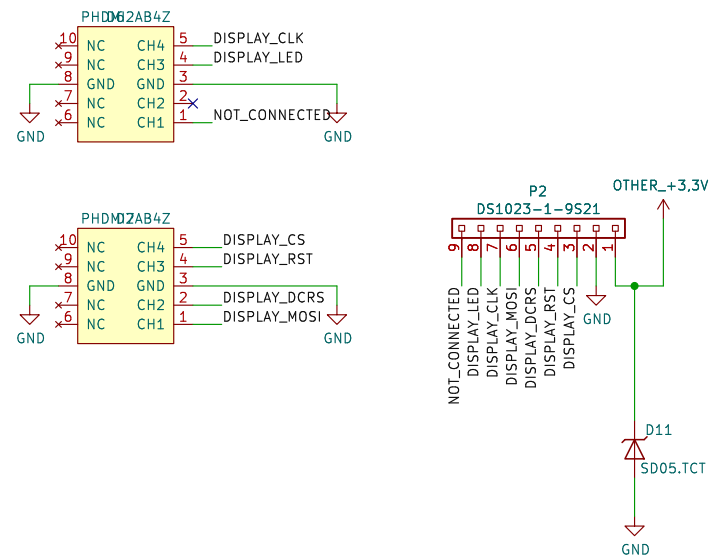 DISPLAY_CLK
10 NC CH4 5
DISPLAY_LED
9 NC CH3 4
8 GND GND 3
7 NC CH2 2
NOT_CONNECTED
6 NC CH1 1
GND GND
OTHER_+3,3V
P2
DS1023-1-9S21
DISPLAY_CS
10 NC CH4 5
DISPLAY_RST
9 NC CH3 4
8 GND GND 3
DISPLAY_DCRS
7 NC CH2 2
DISPLAY_MOSI
6 NC CH1 1
GND GND
9 8 7 6 5 4 3 2 1
NOT_CONNECTED
DISPLAY_LED
DISPLAY_CLK
DISPLAY_MOSI
DISPLAY_DCRS
DISPLAY_RST
DISPLAY_CS
GND
D11
SD05.TCT
GND